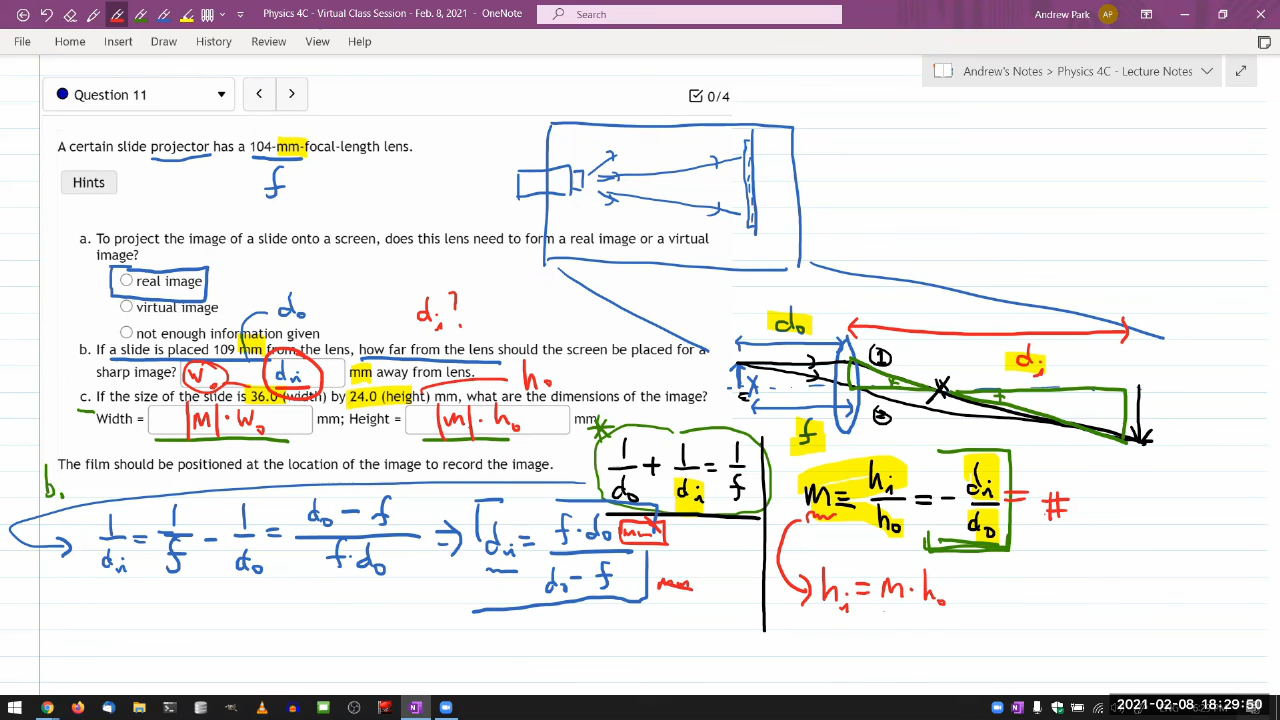 Physics 4C - Virtual Class Session - Feb. 8, 2021 - OneNote
Search
Andrew Park
AP
File Home Insert Draw History Review View Help
Andrew's Notes > Physics 4C - Lecture Notes
Question 11
0/4
A certain slide projector has a 104-mm-focal-length lens.
f
Hints
a. To project the image of a slide onto a screen, does this lens need to form a real image or a virtual
image?
real image
virtual image
not enough information given
do
di?
b. If a slide is placed 109 mm from the lens, how far from the lens should the screen be placed for a
sharp image? wo di mm away from lens.
ho
c. If the size of the slide is 36.0 (width) by 24.0 (height) mm, what are the dimensions of the image?
Width = |m|·wo mm; Height = |m|·ho mm
The film should be positioned at the location of the image to record the image.
do
di
①
②
f
1/do + 1/di = 1/f
b.
1/di = 1/f - 1/do = do - f / f·do => di = f·do / do - f
mm
mm
m = hi/ho = - di/do = #
hi = m·ho
2021-02-08 18:29:50